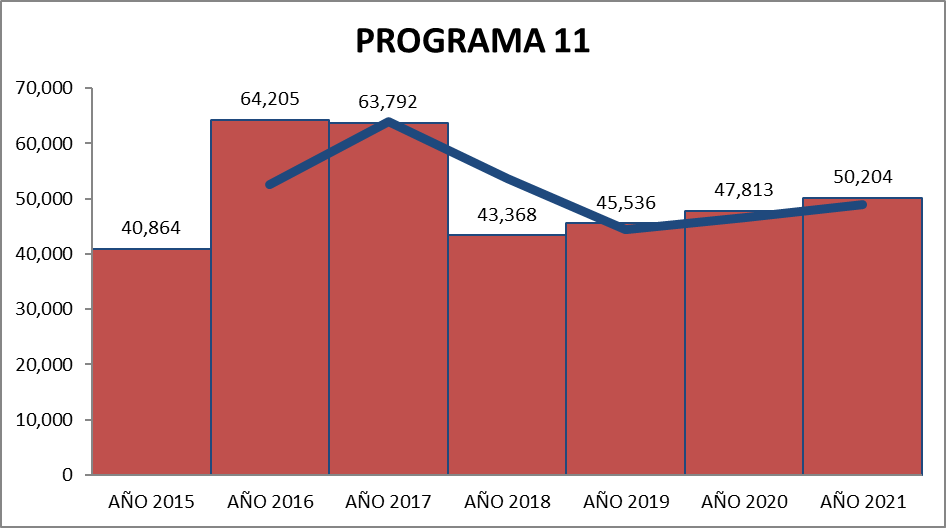 PROGRAMA 11
70,000
60,000
50,000
40,000
30,000
20,000
10,000
0
40,864
64,205
63,792
43,368
45,536
47,813
50,204
AÑO 2015
AÑO 2016
AÑO 2017
AÑO 2018
AÑO 2019
AÑO 2020
AÑO 2021